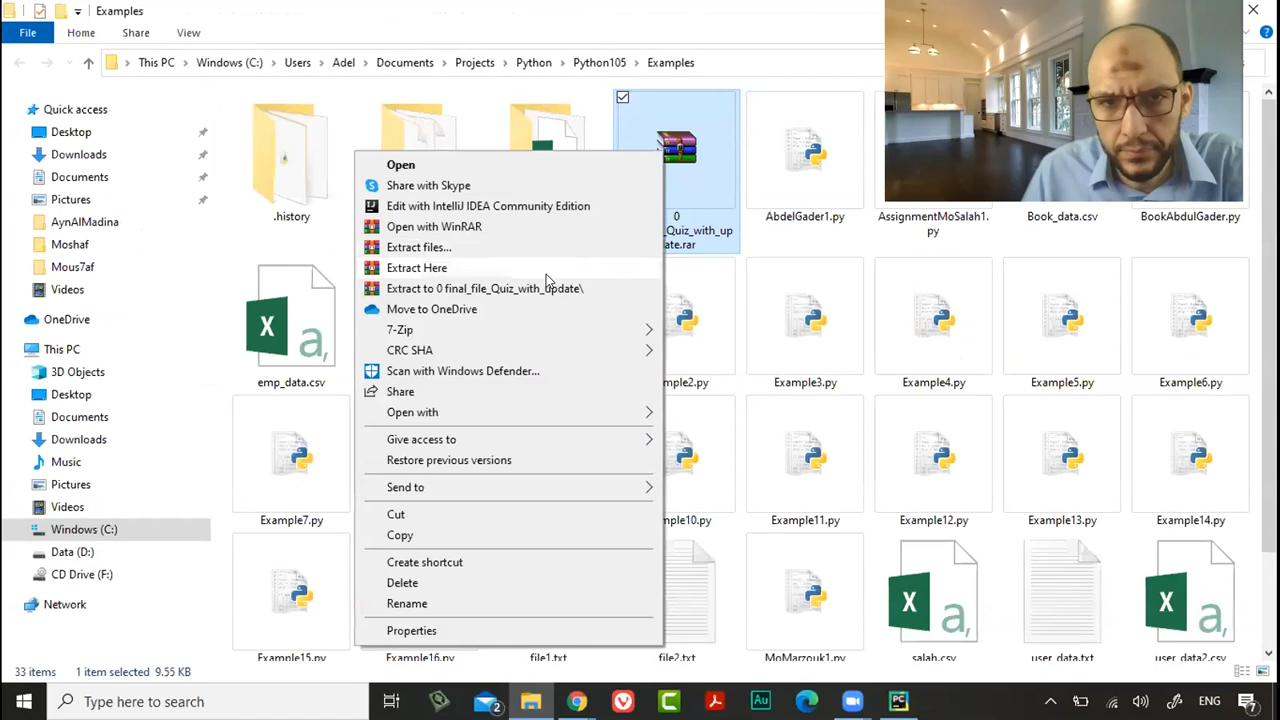 Examples
File
Home
Share
View
This PC
Windows (C:)
Users
Adel
Documents
Projects
Python
Python105
Examples
Quick access
Desktop
Downloads
Documents
Pictures
AynAlMadina
Moshaf
Mous7af
Videos
OneDrive
This PC
3D Objects
Desktop
Documents
Downloads
Music
Pictures
Videos
Windows (C:)
Data (D:)
CD Drive (F:)
Network
.history
0
_Quiz_with_up
ate.rar
AbdelGader1.py
AssignmentMoSalah1.
py
Book_data.csv
BookAbdulGader.py
Open
Share with Skype
Edit with IntelliJ IDEA Community Edition
Open with WinRAR
Extract files...
Extract Here
Extract to 0 final_file_Quiz_with_update\
Move to OneDrive
7-Zip
CRC SHA
Scan with Windows Defender...
Share
Open with
Give access to
Restore previous versions
Send to
Cut
Copy
Create shortcut
Delete
Rename
Properties
emp_data.csv
mple2.py
Example3.py
Example4.py
Example5.py
Example6.py
Example7.py
mple10.py
Example11.py
Example12.py
Example13.py
Example14.py
Example15.py
Example16.py
file1.txt
file2.txt
MoMarzouk1.py
salah.csv
user_data.txt
user_data2.csv
33 items
1 item selected 9.55 KB
Type here to search
2
ENG
7